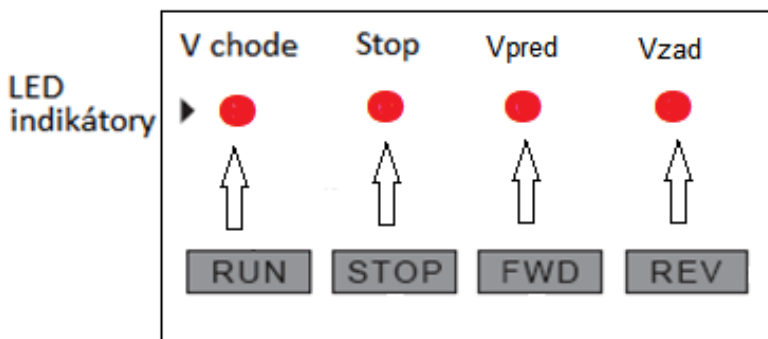 V chode Stop Vpred Vzad
LED
indikátory
RUN STOP FWD REV